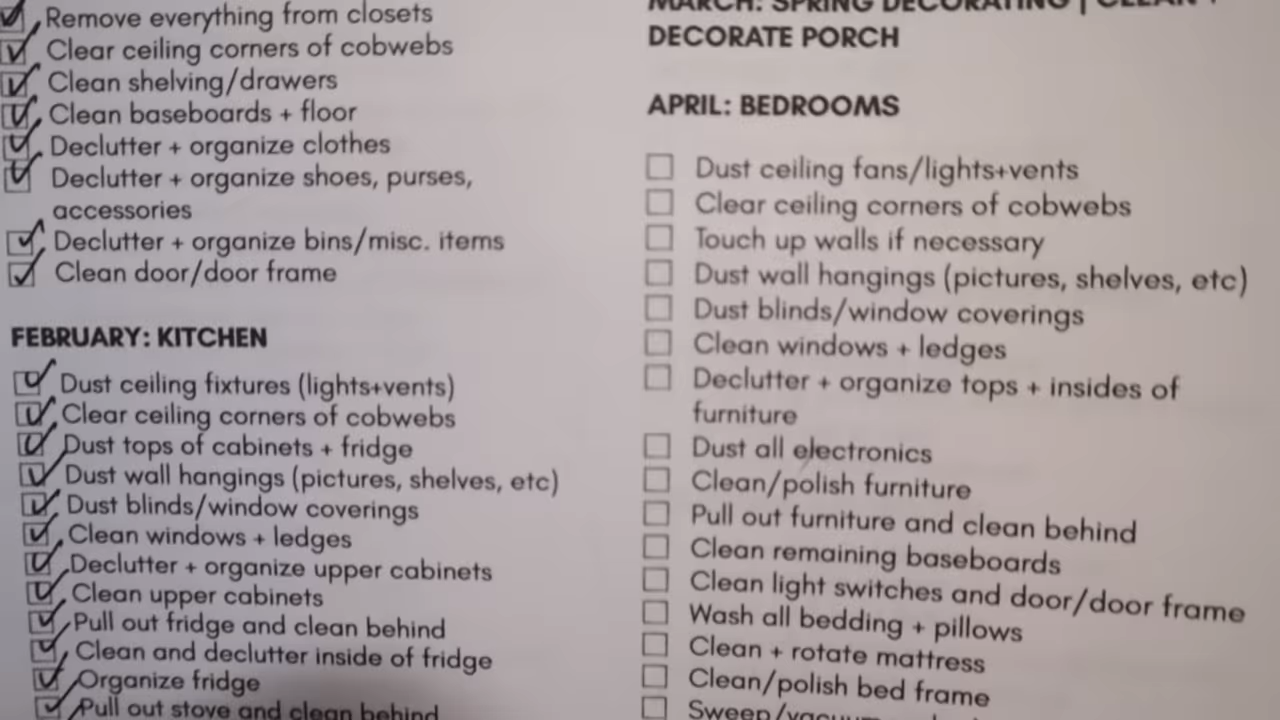 Remove everything from closets
Clear ceiling corners of cobwebs
Clean shelving/drawers
Clean baseboards + floor
Declutter + organize clothes
Declutter + organize shoes, purses,
accessories
Declutter + organize bins/misc. items
Clean door/door frame
FEBRUARY: KITCHEN
Dust ceiling fixtures (lights+vents)
Clear ceiling corners of cobwebs
Dust tops of cabinets + fridge
Dust wall hangings (pictures, shelves, etc)
Dust blinds/window coverings
Clean windows + ledges
Declutter + organize upper cabinets
Clean upper cabinets
Pull out fridge and clean behind
Clean and declutter inside of fridge
Organize fridge
Pull out stove and clean behind
MARCH: SPRING DECORATING | CLEAN +
DECORATE PORCH
APRIL: BEDROOMS
Dust ceiling fans/lights+vents
Clear ceiling corners of cobwebs
Touch up walls if necessary
Dust wall hangings (pictures, shelves, etc)
Dust blinds/window coverings
Clean windows + ledges
Declutter + organize tops + insides of
furniture
Dust all electronics
Clean/polish furniture
Pull out furniture and clean behind
Clean remaining baseboards
Clean light switches and door/door frame
Wash all bedding + pillows
Clean + rotate mattress
Clean/polish bed frame